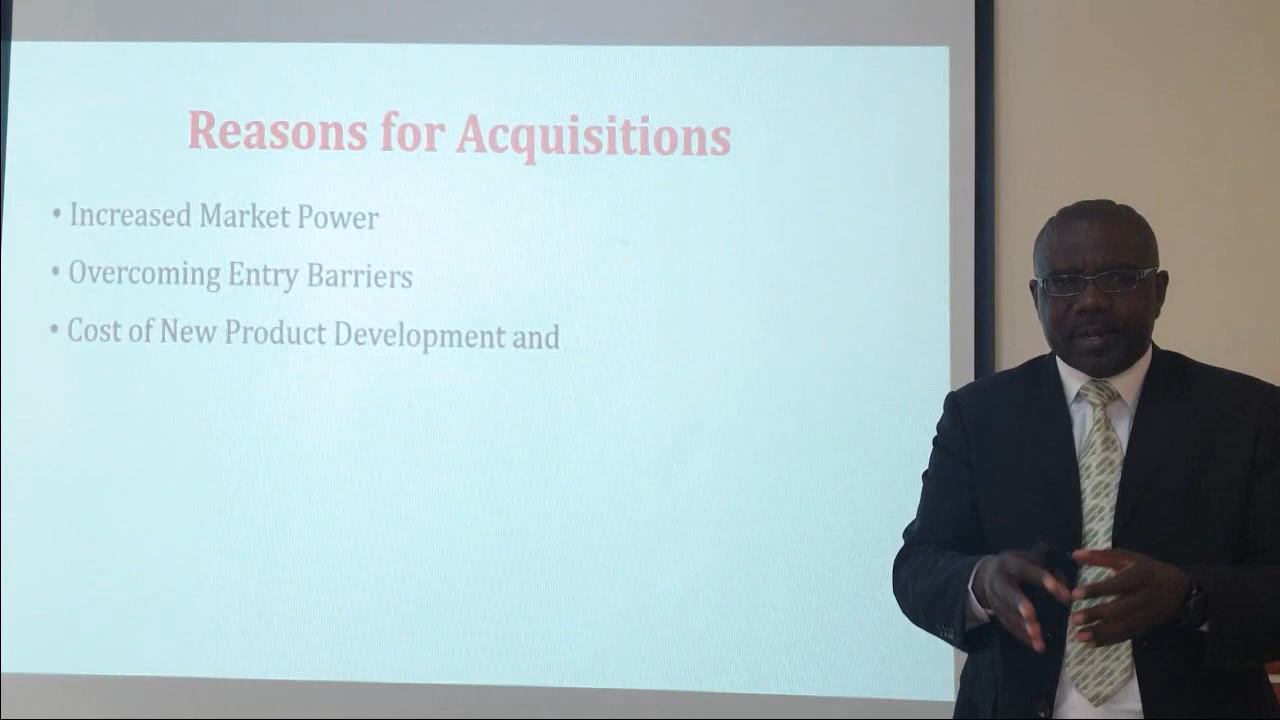 Reasons for Acquisitions
• Increased Market Power
• Overcoming Entry Barriers
• Cost of New Product Development and